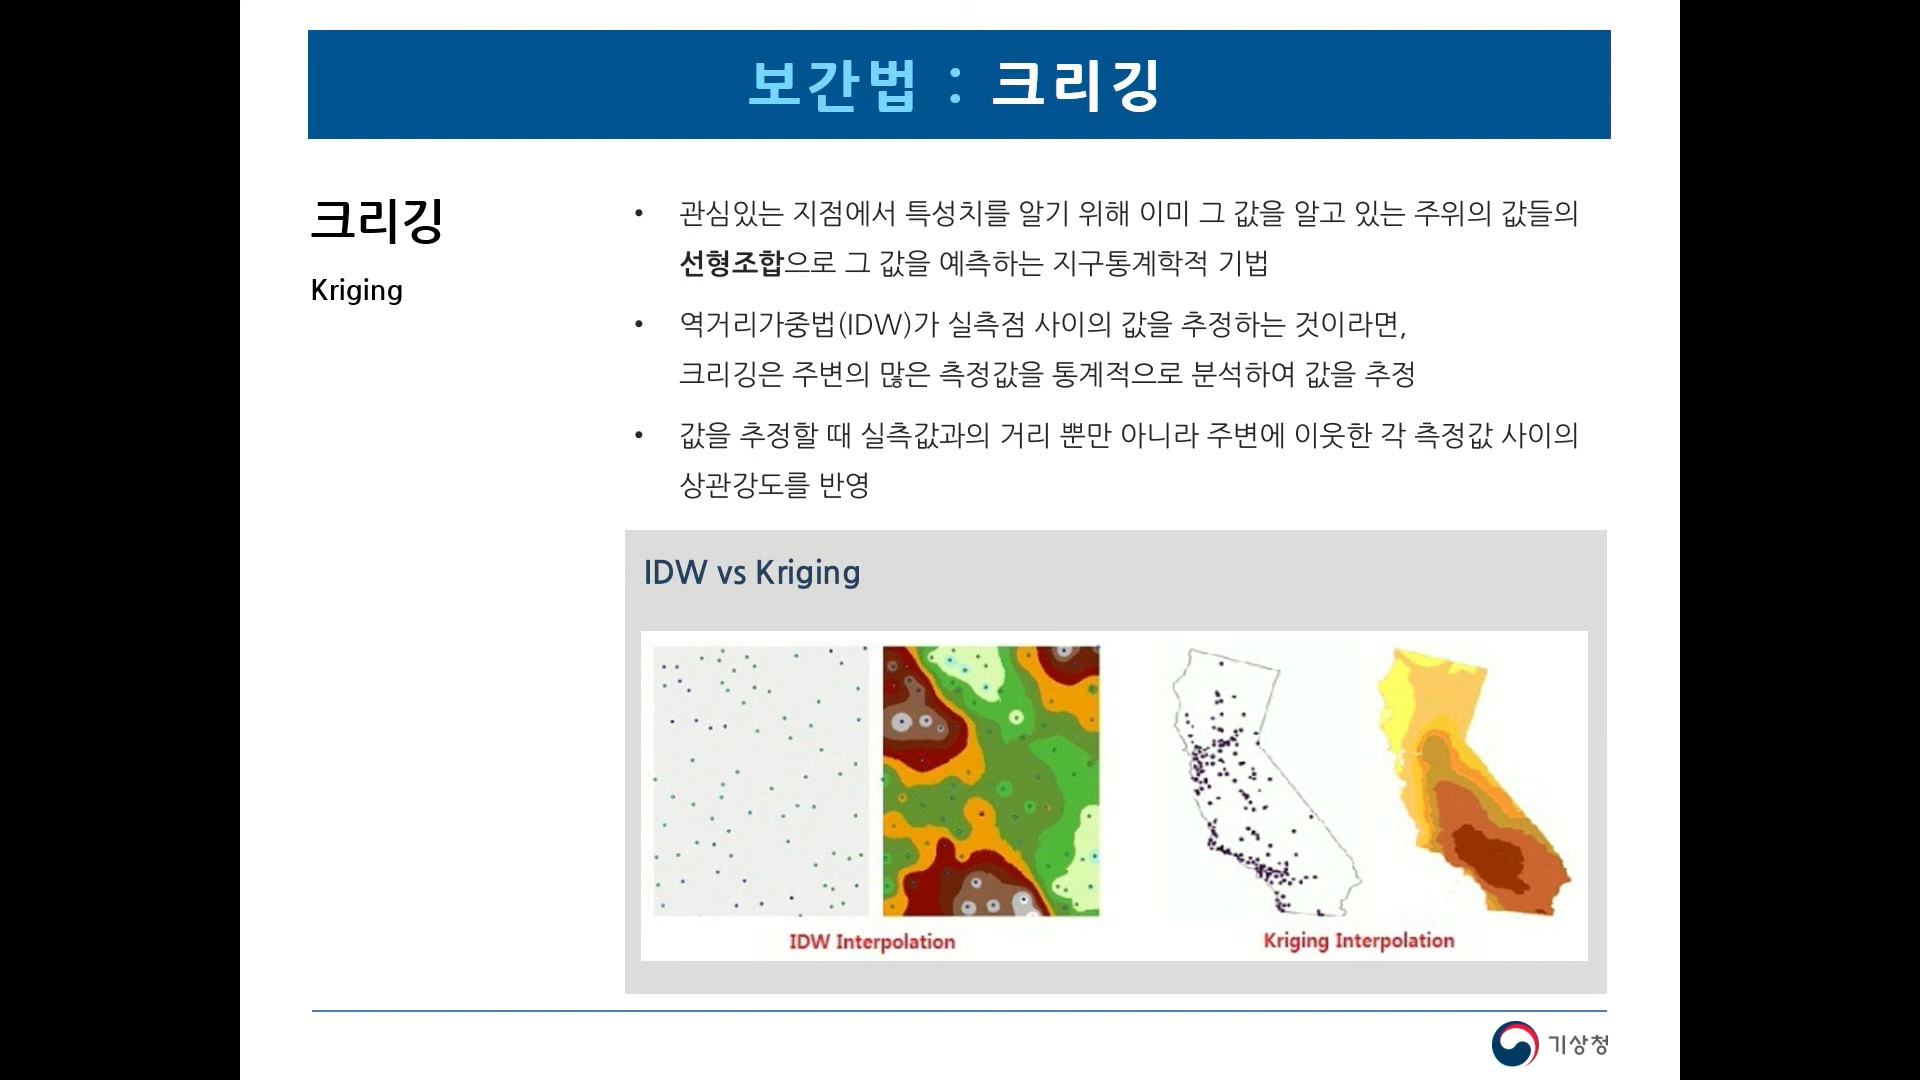 보간법 : 크리깅
크리깅
Kriging
• 관심있는 지점에서 특성치를 알기 위해 이미 그 값을 알고 있는 주위의 값들의
선형조합으로 그 값을 예측하는 지구통계학적 기법
• 역거리가중법(IDW)가 실측점 사이의 값을 추정하는 것이라면,
크리깅은 주변의 많은 측정값을 통계적으로 분석하여 값을 추정
• 값을 추정할 때 실측값과의 거리 뿐만 아니라 주변에 이웃한 각 측정값 사이의
상관강도를 반영
IDW vs Kriging
IDW Interpolation
Kriging Interpolation
기상청